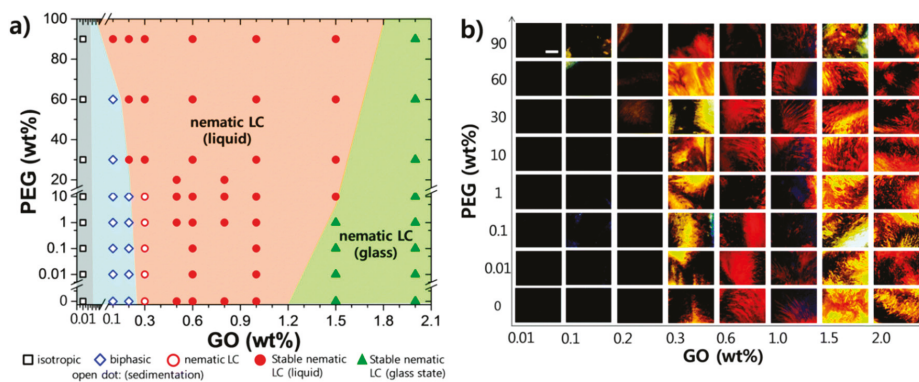 a)
100
80
60
40
20
10
1
0.1
0.01
0
PEG (wt%)
nematic LC
(liquid)
nematic LC
(glass)
0 0.01 0.1 0.3 0.6 0.9 1.2 1.5 1.8 2.1
GO (wt%)
isotropic biphasic nematic LC Stable nematic Stable nematic
open dot: (sedimentation) LC (liquid) LC (glass state)
b)
90
60
30
10
1
0.1
0.01
0
PEG (wt%)
0.01 0.1 0.2 0.3 0.6 1.0 1.5 2.0
GO (wt%)